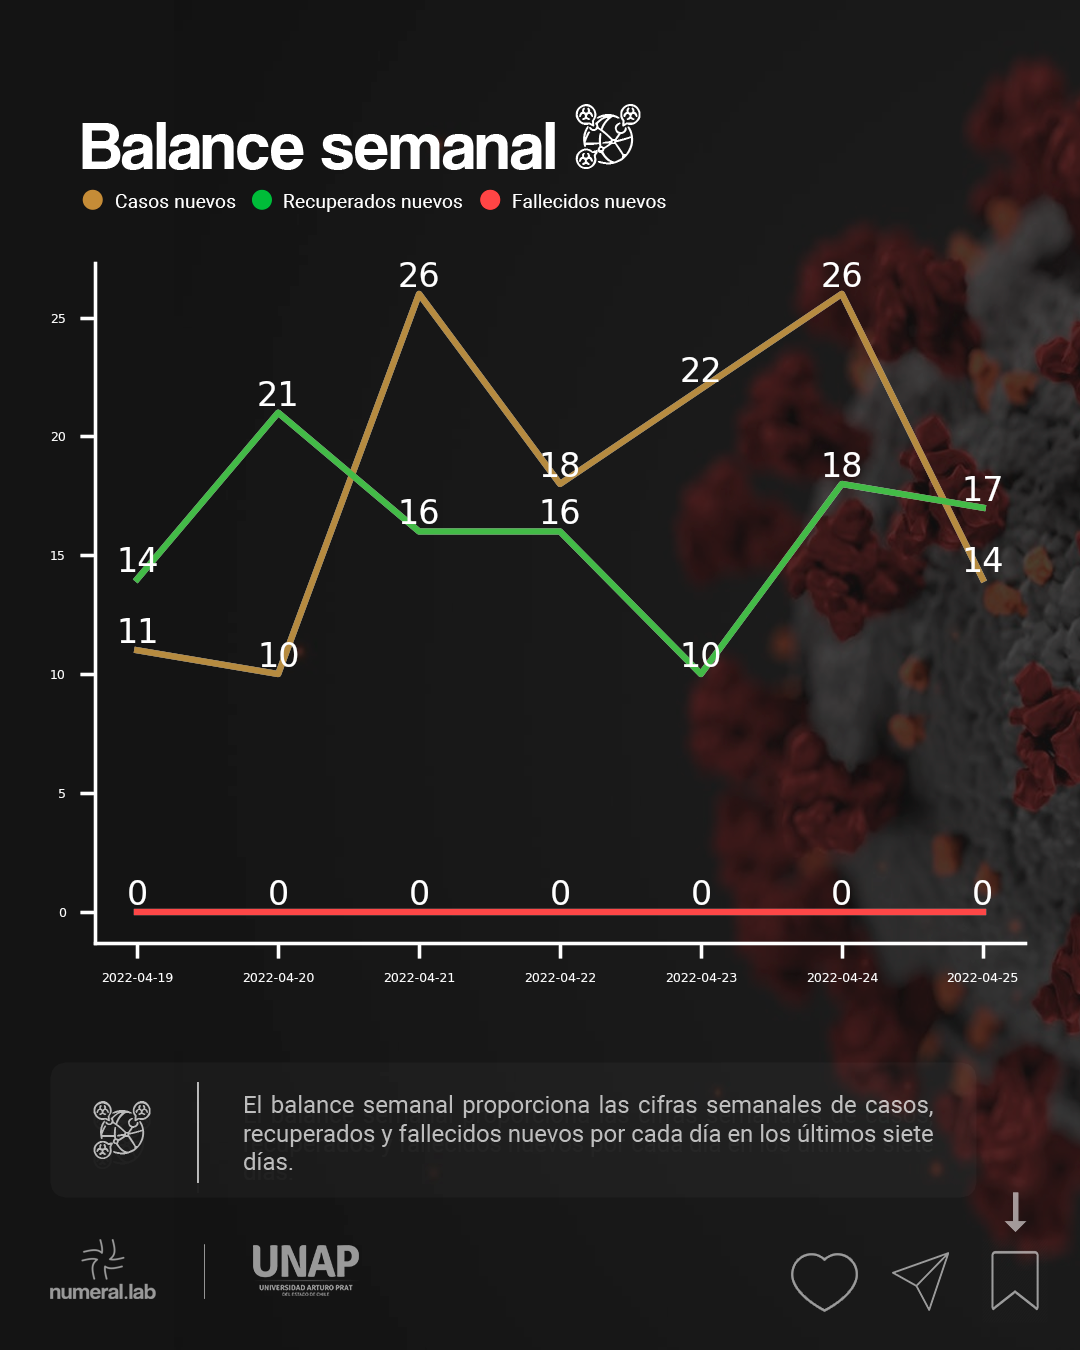 Balance semanal
Casos nuevos Recuperados nuevos Fallecidos nuevos
26 26
25
22
21
20
18 18
17
16 16
15
14 14
11
10 10
10
5
0 0 0 0 0 0 0
0
2022-04-19 2022-04-20 2022-04-21 2022-04-22 2022-04-23 2022-04-24 2022-04-25
El balance semanal proporciona las cifras semanales de casos,
recuperados y fallecidos nuevos por cada día en los últimos siete
días.
numeral.lab
UNAP
UNIVERSIDAD ARTURO PRAT
DEL ESTADO DE CHILE